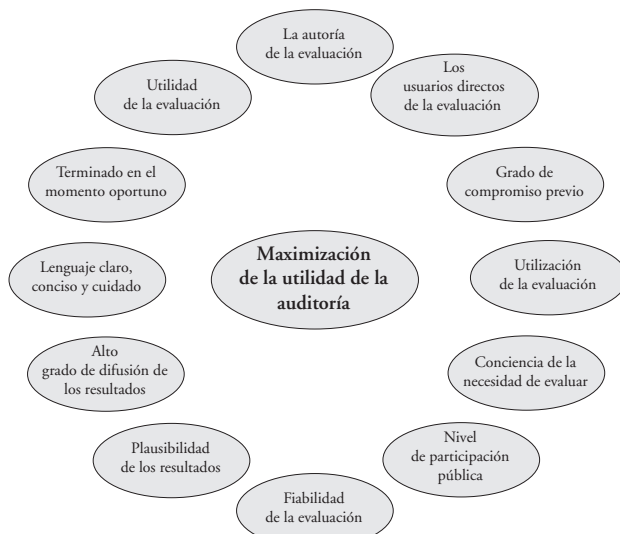 La autoría
de la evaluación
Los
usuarios directos
de la evaluación
Grado de
compromiso previo
Utilización
de la evaluación
Conciencia de la
necesidad de evaluar
Nivel
de participación
pública
Fiabilidad
de la evaluación
Plausibilidad
de los resultados
Alto
grado de difusión de
los resultados
Lenguaje claro,
conciso y cuidado
Terminado en el
momento oportuno
Utilidad
de la evaluación
Maximización
de la utilidad de la
auditoría